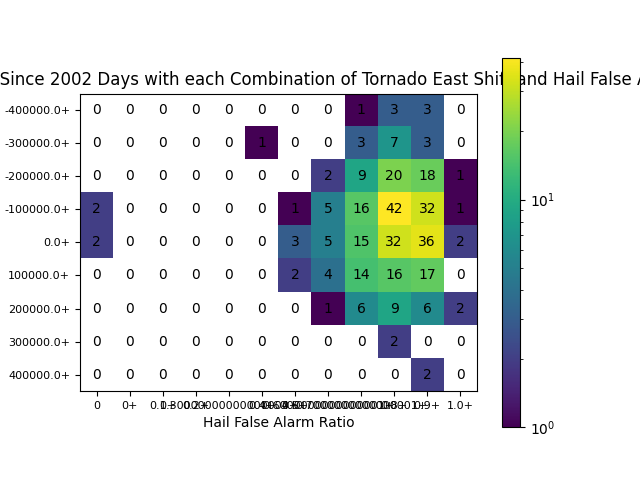 Since 2002 Days with each Combination of Tornado East Shift and Hail False A
-400000.0+ 0 0 0 0 0 0 0 0 1 3 3 0
-300000.0+ 0 0 0 0 0 1 0 0 3 7 3 0
-200000.0+ 0 0 0 0 0 0 0 2 9 20 18 1
-100000.0+ 2 0 0 0 0 0 1 5 16 42 32 1
0.0+ 2 0 0 0 0 0 3 5 15 32 36 2
100000.0+ 0 0 0 0 0 0 2 4 14 16 17 0
200000.0+ 0 0 0 0 0 0 0 1 6 9 6 2
300000.0+ 0 0 0 0 0 0 0 0 0 2 0 0
400000.0+ 0 0 0 0 0 0 0 0 0 0 2 0
0 0+ 1.0+
Hail False Alarm Ratio
10¹
10⁰